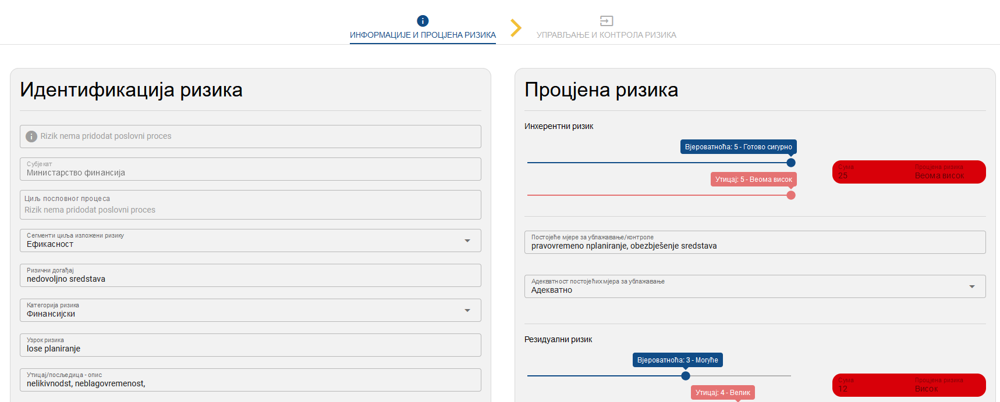 ИНФОРМАЦИЈЕ И ПРОЦЈЕНА РИЗИКА
УПРАВЉАЊЕ И КОНТРОЛА РИЗИКА
Идентификација ризика
Rizik nema pridodat poslovni proces
Субјекат
Министарство финансија
Циљ пословног процеса
Rizik nema pridodat poslovni proces
Сегменти циља изложени ризику
Ефикасност
Ризични догађај
nedovoljno sredstava
Категорија ризика
Финансијски
Узрок ризика
lose planiranje
Утицај/посљедица - опис
nelikivnodst, neblagovremenost,
Процјена ризика
Инхерентни ризик
Вјероватноћа: 5 - Готово сигурно
Утицај: 5 - Веома висок
Сума
25
Процјена ризика
Веома висок
Постојеће мјере за ублажавање/контроле
pravovremeno nplaniranje, obezbješenje sredstava
Адекватност постојећих мјера за ублажавање
Адекватно
Резидуални ризик
Вјероватноћа: 3 - Могуће
Утицај: 4 - Велик
Сума
12
Процјена ризика
Висок